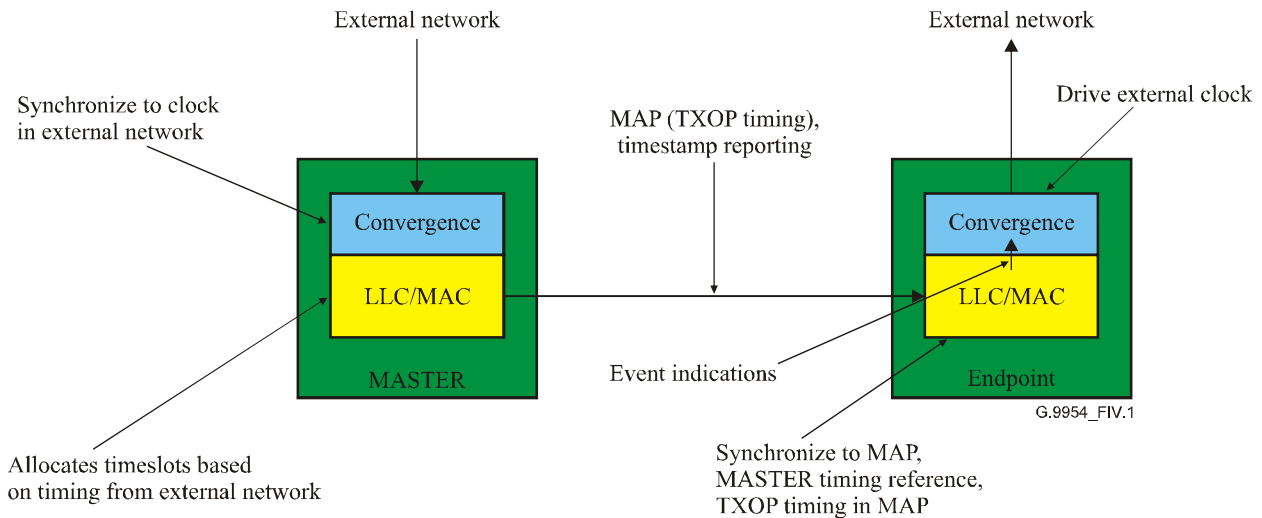 External network
External network
Synchronize to clock
in external network
Drive external clock
MAP (TXOP timing),
timestamp reporting
Convergence
Convergence
LLC/MAC
LLC/MAC
MASTER
Event indications
Endpoint
G.9954_FIV.1
Allocates timeslots based
on timing from external network
Synchronize to MAP,
MASTER timing reference,
TXOP timing in MAP